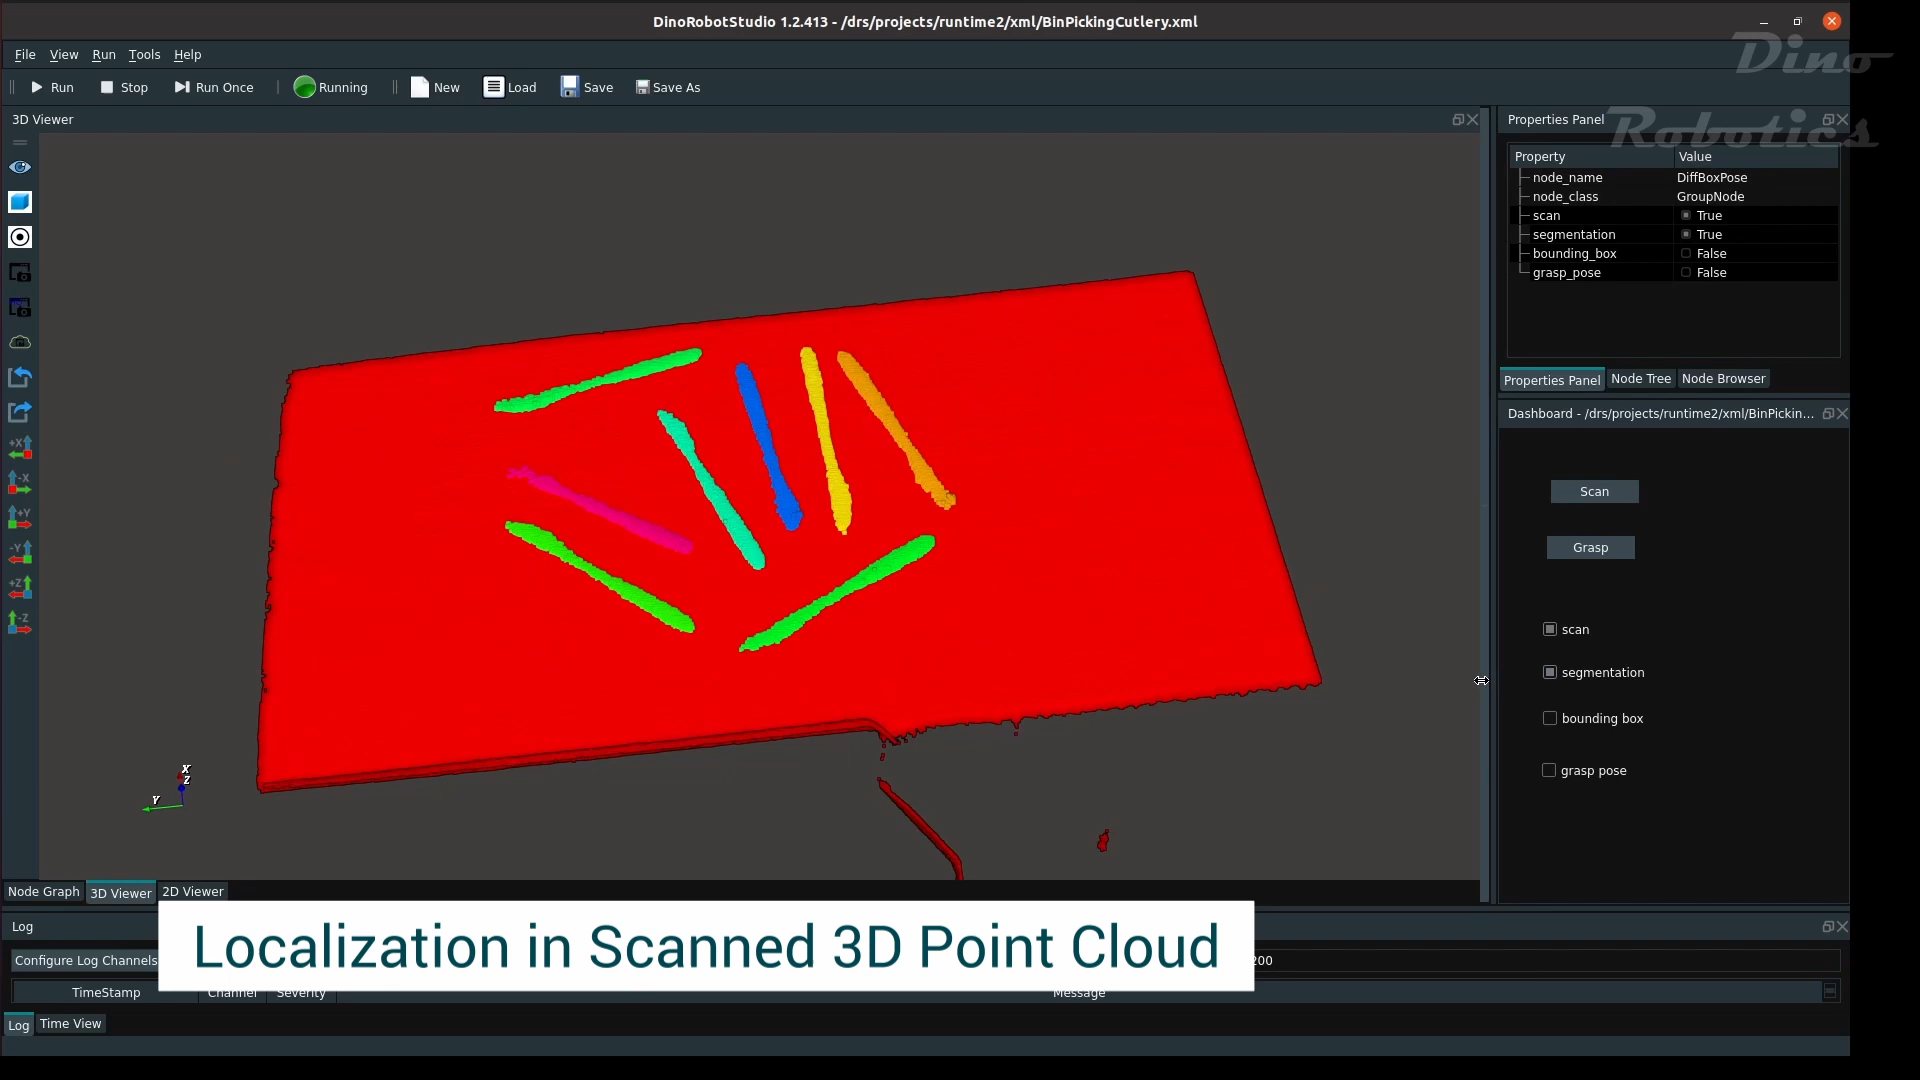 DinoRobotStudio 1.2.413 - /drs/projects/runtime2/xml/BinPickingCutlery.xml
File View Run Tools Help
Dino
Robotics
Run Stop Run Once Running New Load Save Save As
3D Viewer
Properties Panel
Property Value
node_name DiffBoxPose
node_class GroupNode
scan True
segmentation True
bounding_box False
grasp_pose False
Properties Panel Node Tree Node Browser
Dashboard - /drs/projects/runtime2/xml/BinPickin...
Scan
Grasp
scan
segmentation
bounding box
grasp pose
+X
-X
+Y
-Y
+Z
-Z
X
Z
Y
Node Graph 3D Viewer 2D Viewer
Log
Localization in Scanned 3D Point Cloud
Configure Log Channels
200
TimeStamp Channel Severity Message
Log Time View